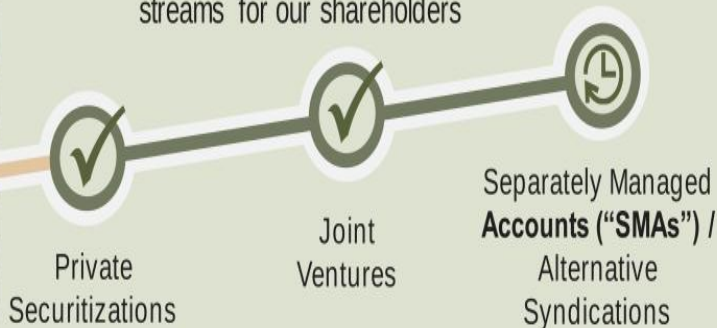 streams for our shareholders
Private
Securitizations
Joint
Ventures
Separately Managed
Accounts (“SMAs”) /
Alternative
Syndications